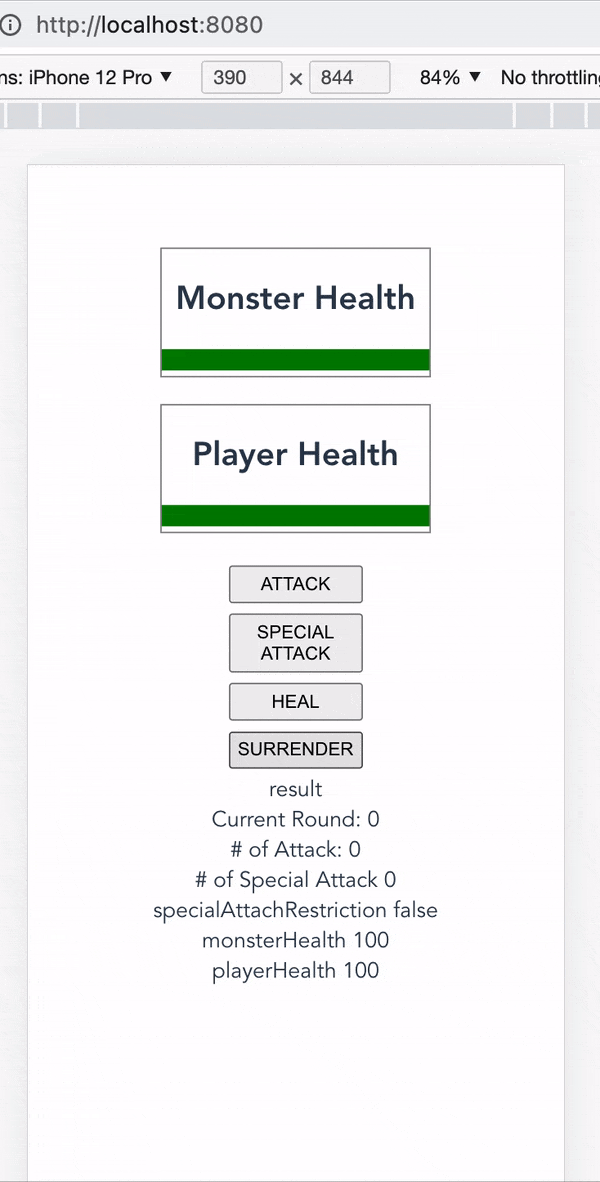 http://localhost:8080
ns: iPhone 12 Pro ▼ 390 × 844 84% ▼ No throttling
Monster Health
Player Health
ATTACK
SPECIAL
ATTACK
HEAL
SURRENDER
result
Current Round: 0
# of Attack: 0
# of Special Attack 0
specialAttachRestriction false
monsterHealth 100
playerHealth 100